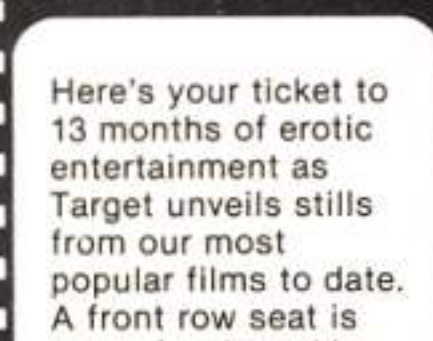 Here's your ticket to
13 months of erotic
entertainment as
Target unveils stills
from our most
popular films to date.
A front row seat is